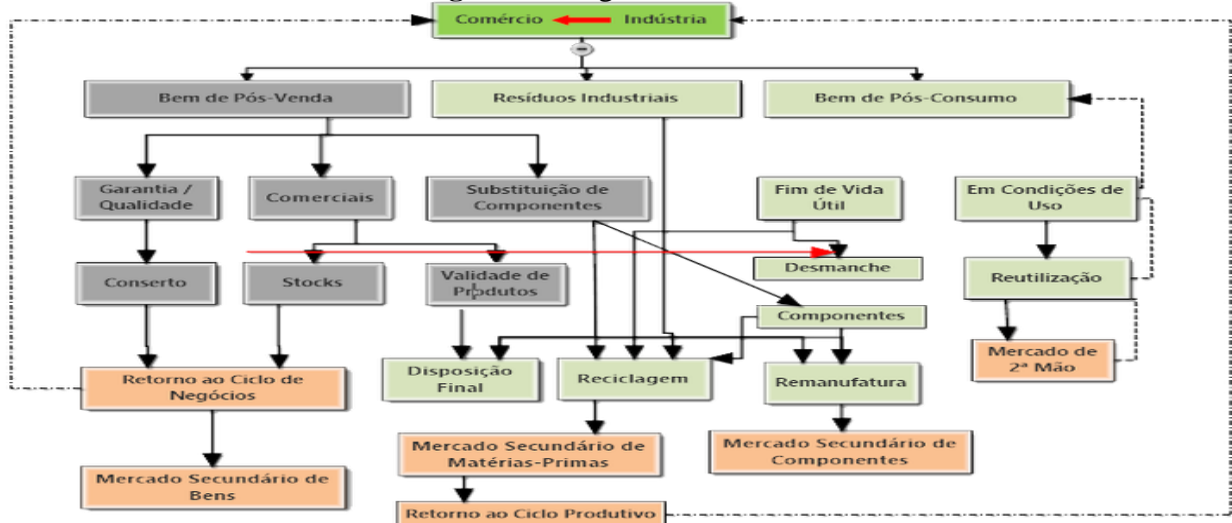 Comércio Indústria
Bem de Pós-Venda
Resíduos Industriais
Bem de Pós-Consumo
Garantia /
Qualidade
Comerciais
Substituição de
Componentes
Fim de Vida
Útil
Em Condições de
Uso
Conserto
Stocks
Validade de
Produtos
Desmanche
Reutilização
Componentes
Retorno ao Ciclo de
Negócios
Disposição
Final
Reciclagem
Remanufatura
Mercado de
2ª Mão
Mercado Secundário de
Bens
Mercado Secundário de
Matérias-Primas
Mercado Secundário de
Componentes
Retorno ao Ciclo Produtivo